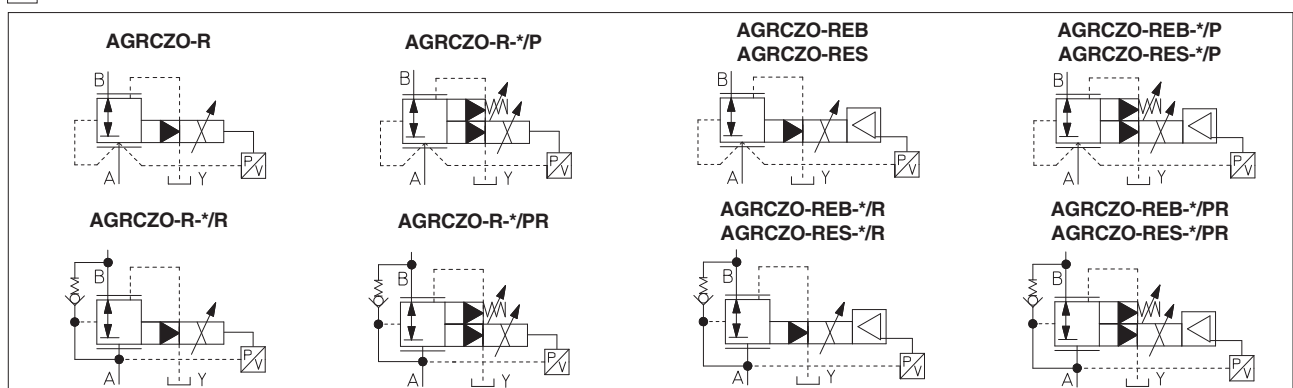 AGRCZO-R
AGRCZO-R-*/P
AGRCZO-REB
AGRCZO-RES
AGRCZO-REB-*/P
AGRCZO-RES-*/P
B
A
Y
P/V
B
A
Y
P/V
B
A
Y
P/V
B
A
Y
P/V
AGRCZO-R-*/R
AGRCZO-R-*/PR
AGRCZO-REB-*/R
AGRCZO-RES-*/R
AGRCZO-REB-*/PR
AGRCZO-RES-*/PR
B
A
Y
P/V
B
A
Y
P/V
B
A
Y
P/V
B
A
Y
P/V